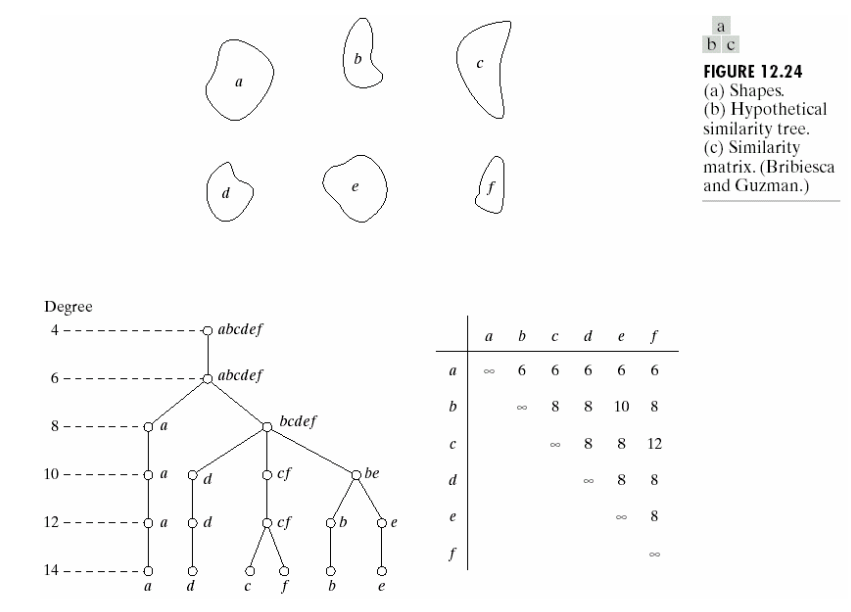 a
b
c
d
e
f
a
b c
FIGURE 12.24
(a) Shapes.
(b) Hypothetical
similarity tree.
(c) Similarity
matrix. (Bribiesca
and Guzman.)
Degree
4 abcdef
6 abcdef
8 a bcdef
10 a d cf be
12 a d cf b e
14
a d c f b e
a b c d e f
a ∞ 6 6 6 6 6
b ∞ 8 8 10 8
c ∞ 8 8 12
d ∞ 8 8
e ∞ 8
f ∞